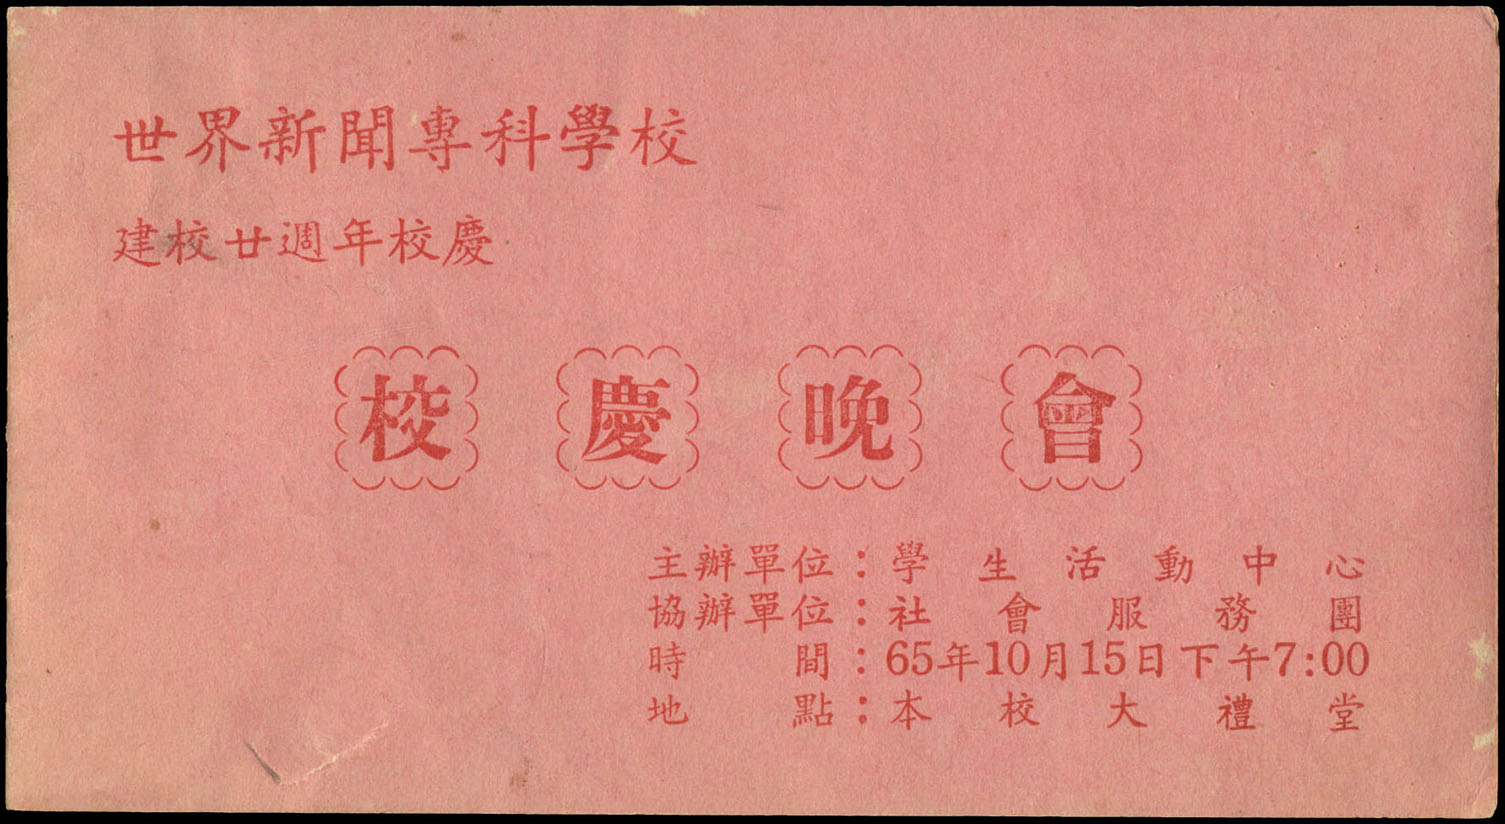 世界新聞專科學校
建校廿週年校慶
校慶晚會
主辦單位：學生活動中心
協辦單位：社會服務團
時間：65年10月15日下午7:00
地點：本校大禮堂